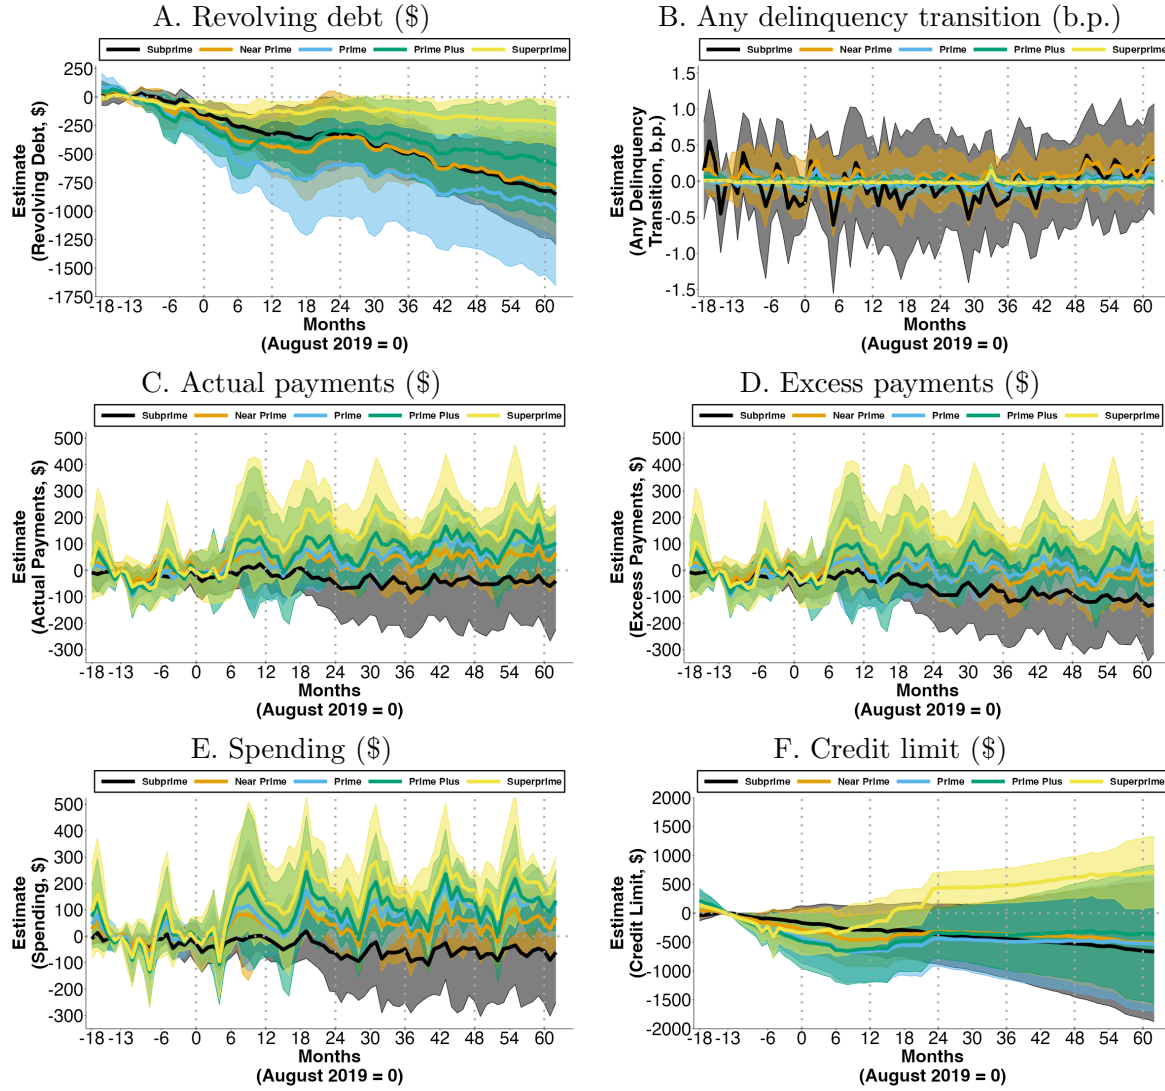 A. Revolving debt ($)
Subprime Near Prime Prime Prime Plus Superprime
250
0
-250
-500
-750
-1000
-1250
-1500
-1750
Estimate
(Revolving Debt, $)
-18 -13 -6 0 6 12 18 24 30 36 42 48 54 60
Months
(August 2019 = 0)
B. Any delinquency transition (b.p.)
Subprime Near Prime Prime Prime Plus Superprime
1.5
1.0
0.5
0.0
-0.5
-1.0
-1.5
Estimate
(Any Delinquency
Transition, b.p.)
-18 -13 -6 0 6 12 18 24 30 36 42 48 54 60
Months
(August 2019 = 0)
C. Actual payments ($)
Subprime Near Prime Prime Prime Plus Superprime
500
400
300
200
100
0
-100
-200
-300
Estimate
(Actual Payments, $)
-18 -13 -6 0 6 12 18 24 30 36 42 48 54 60
Months
(August 2019 = 0)
D. Excess payments ($)
Subprime Near Prime Prime Prime Plus Superprime
500
400
300
200
100
0
-100
-200
-300
Estimate
(Excess Payments, $)
-18 -13 -6 0 6 12 18 24 30 36 42 48 54 60
Months
(August 2019 = 0)
E. Spending ($)
Subprime Near Prime Prime Prime Plus Superprime
500
400
300
200
100
0
-100
-200
-300
Estimate
(Spending, $)
-18 -13 -6 0 6 12 18 24 30 36 42 48 54 60
Months
(August 2019 = 0)
F. Credit limit ($)
Subprime Near Prime Prime Prime Plus Superprime
2000
1500
1000
500
0
-500
-1000
-1500
-2000
Estimate
(Credit Limit, $)
-18 -13 -6 0 6 12 18 24 30 36 42 48 54 60
Months
(August 2019 = 0)